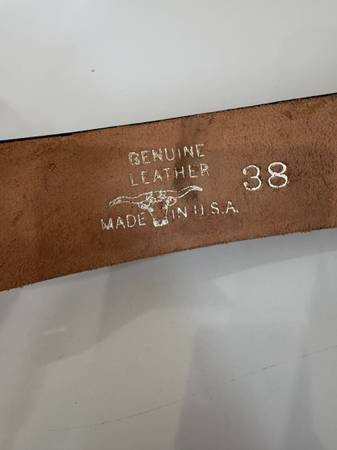 GENUINE
LEATHER
38
MADE IN U.S.A.